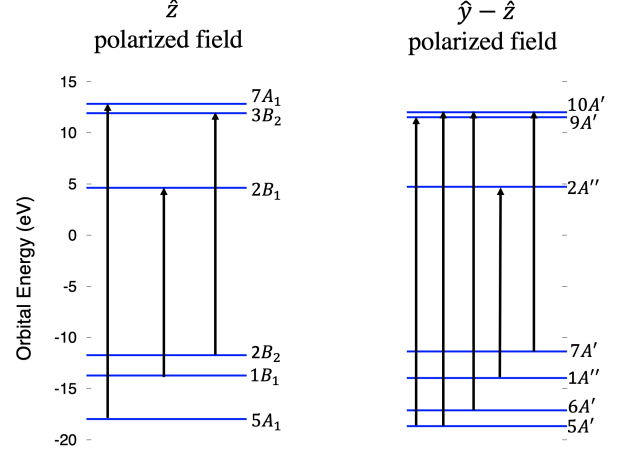 ẑ
polarized field
ŷ − ẑ
polarized field
Orbital Energy (eV)
15
10
5
0
-5
-10
-15
-20
7A₁
3B₂
2B₁
2B₂
1B₁
5A₁
10A′
9A′
2A′′
7A′
1A′′
6A′
5A′